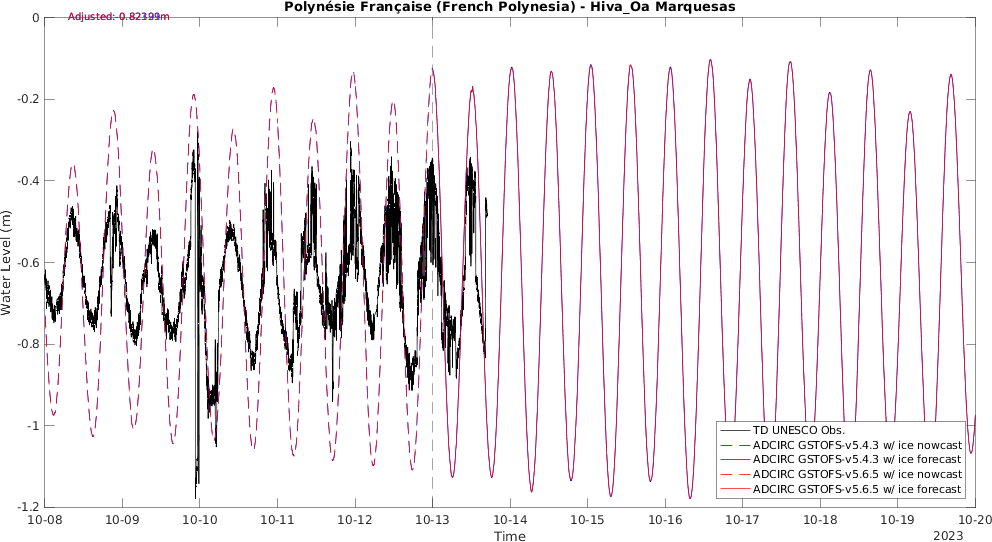 Polynésie Française (French Polynesia) - Hiva_Oa Marquesas
0
-0.2
-0.4
-0.6
-0.8
-1
-1.2
Water Level (m)
TD UNESCO Obs.
ADCIRC GSTOFS-v5.4.3 w/ ice nowcast
ADCIRC GSTOFS-v5.4.3 w/ ice forecast
ADCIRC GSTOFS-v5.6.5 w/ ice nowcast
ADCIRC GSTOFS-v5.6.5 w/ ice forecast
10-08 10-09 10-10 10-11 10-12 10-13 10-14 10-15 10-16 10-17 10-18 10-19 10-20
Time
2023
Adjusted: